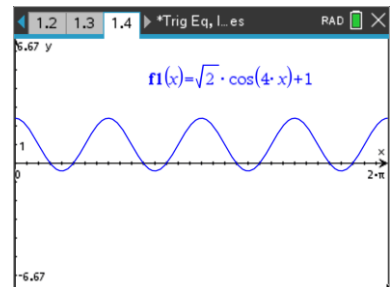 1.2 1.3 1.4 *Trig Eq, I...es RAD
6.67 y
f1(x)=√2·cos(4·x)+1
1
x
0 2·π
-6.67